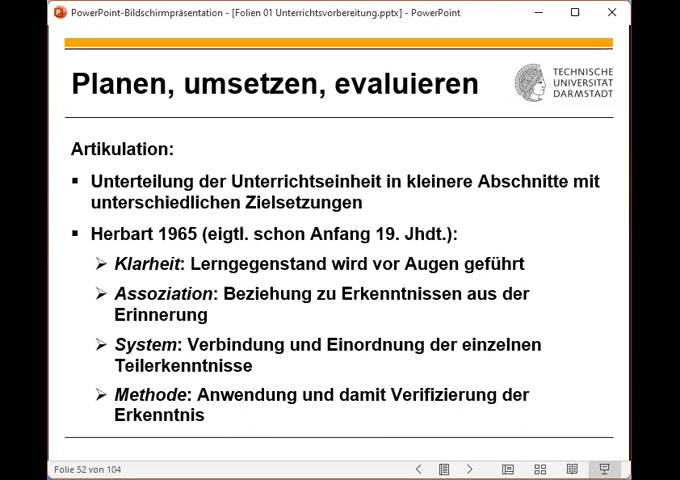 PowerPoint-Bildschirmpräsentation - [Folien 01 Unterrichtsvorbereitung.pptx] - PowerPoint
Planen, umsetzen, evaluieren
TECHNISCHE
UNIVERSITÄT
DARMSTADT
Artikulation:
▪ Unterteilung der Unterrichtseinheit in kleinere Abschnitte mit
unterschiedlichen Zielsetzungen
▪ Herbart 1965 (eigtl. schon Anfang 19. Jhdt.):
➢ Klarheit: Lerngegenstand wird vor Augen geführt
➢ Assoziation: Beziehung zu Erkenntnissen aus der
Erinnerung
➢ System: Verbindung und Einordnung der einzelnen
Teilerkenntnisse
➢ Methode: Anwendung und damit Verifizierung der
Erkenntnis
Folie 52 von 104